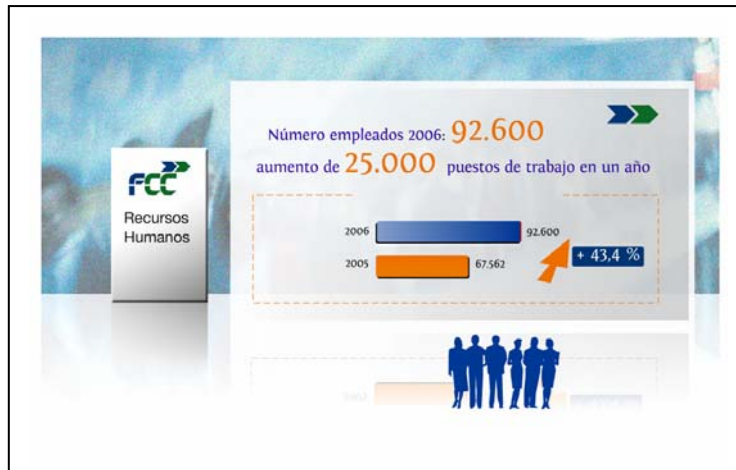 Número empleados 2006: 92.600
aumento de 25.000 puestos de trabajo en un año
FCC
Recursos
Humanos
2006 92.600
2005 67.562
+ 43,4 %